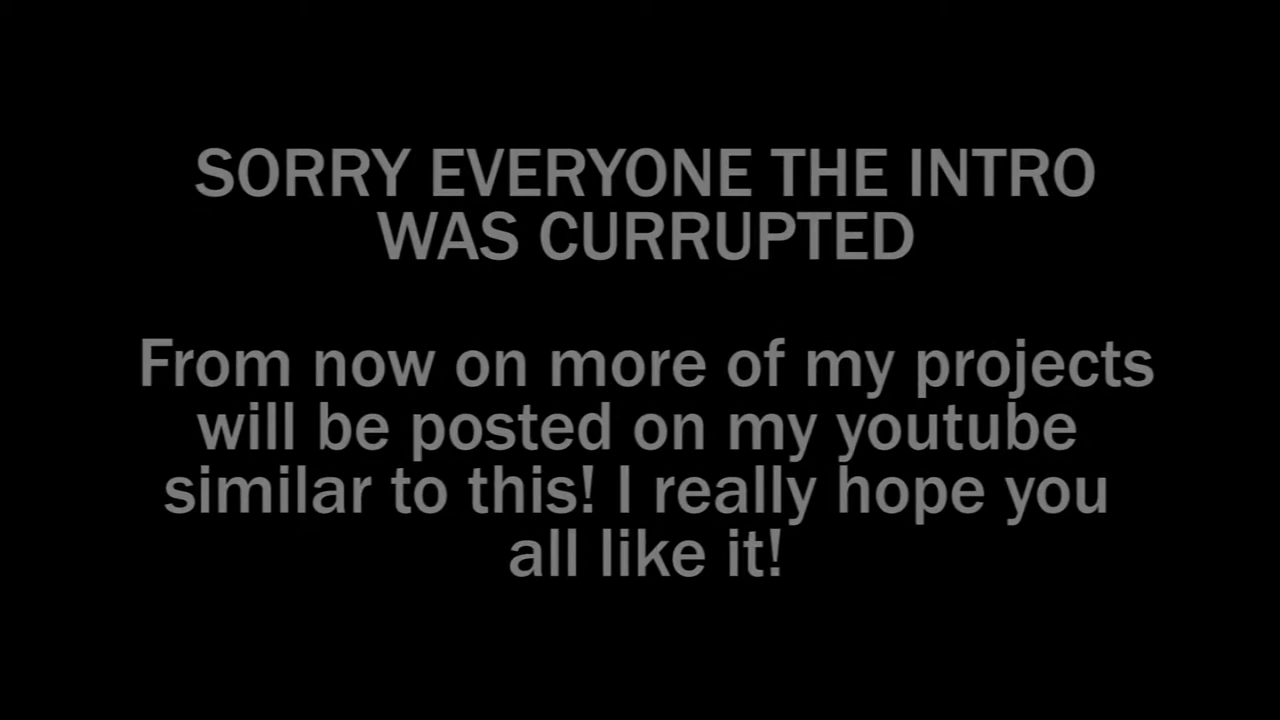 SORRY EVERYONE THE INTRO
WAS CURRUPTED
From now on more of my projects
will be posted on my youtube
similar to this! I really hope you
all like it!